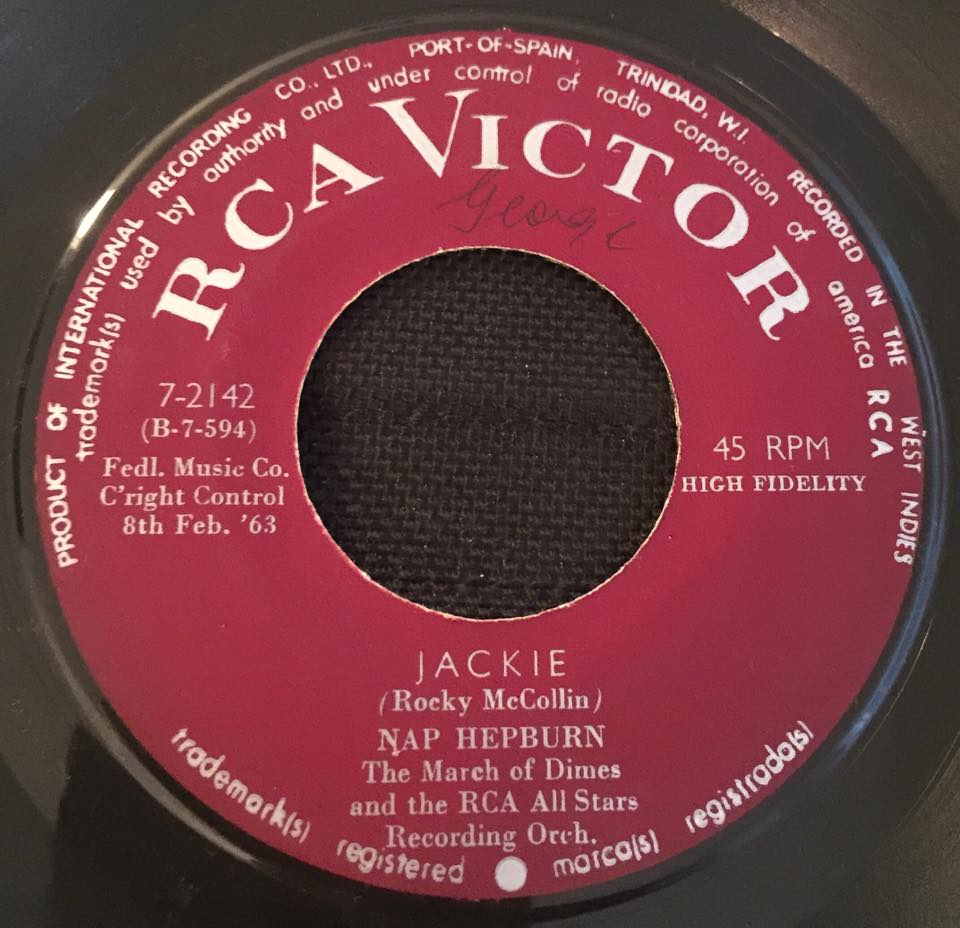 PRODUCT OF INTERNATIONAL RECORDING CO., LTD., PORT-OF-SPAIN, TRINIDAD, W.I. RECORDED IN THE WEST INDIES
trademark(s) used by authority and under control of radio corporation of america RCA
RCA VICTOR
George
7-2142
(B-7-594)
Fedl. Music Co.
C'right Control
8th Feb. '63
45 RPM
HIGH FIDELITY
JACKIE
(Rocky McCollin)
NAP HEPBURN
The March of Dimes
and the RCA All Stars
Recording Orch.
trademark(s) registered marca(s) registrada(s)